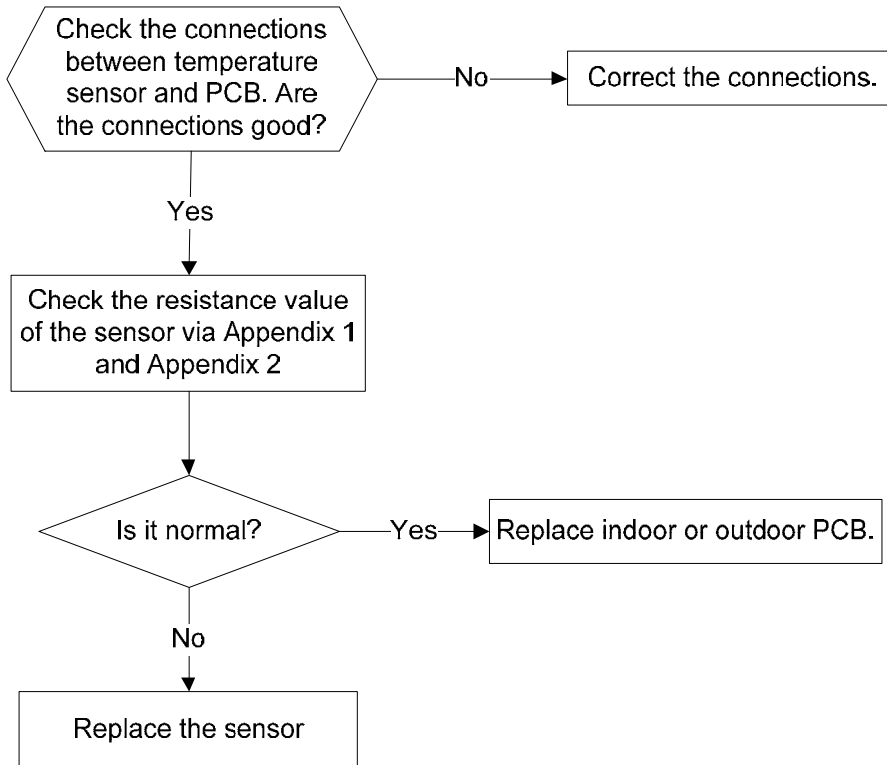 Check the connections
between temperature
sensor and PCB. Are
the connections good?
No
Correct the connections.
Yes
Check the resistance value
of the sensor via Appendix 1
and Appendix 2
Is it normal?
Yes
Replace indoor or outdoor PCB.
No
Replace the sensor